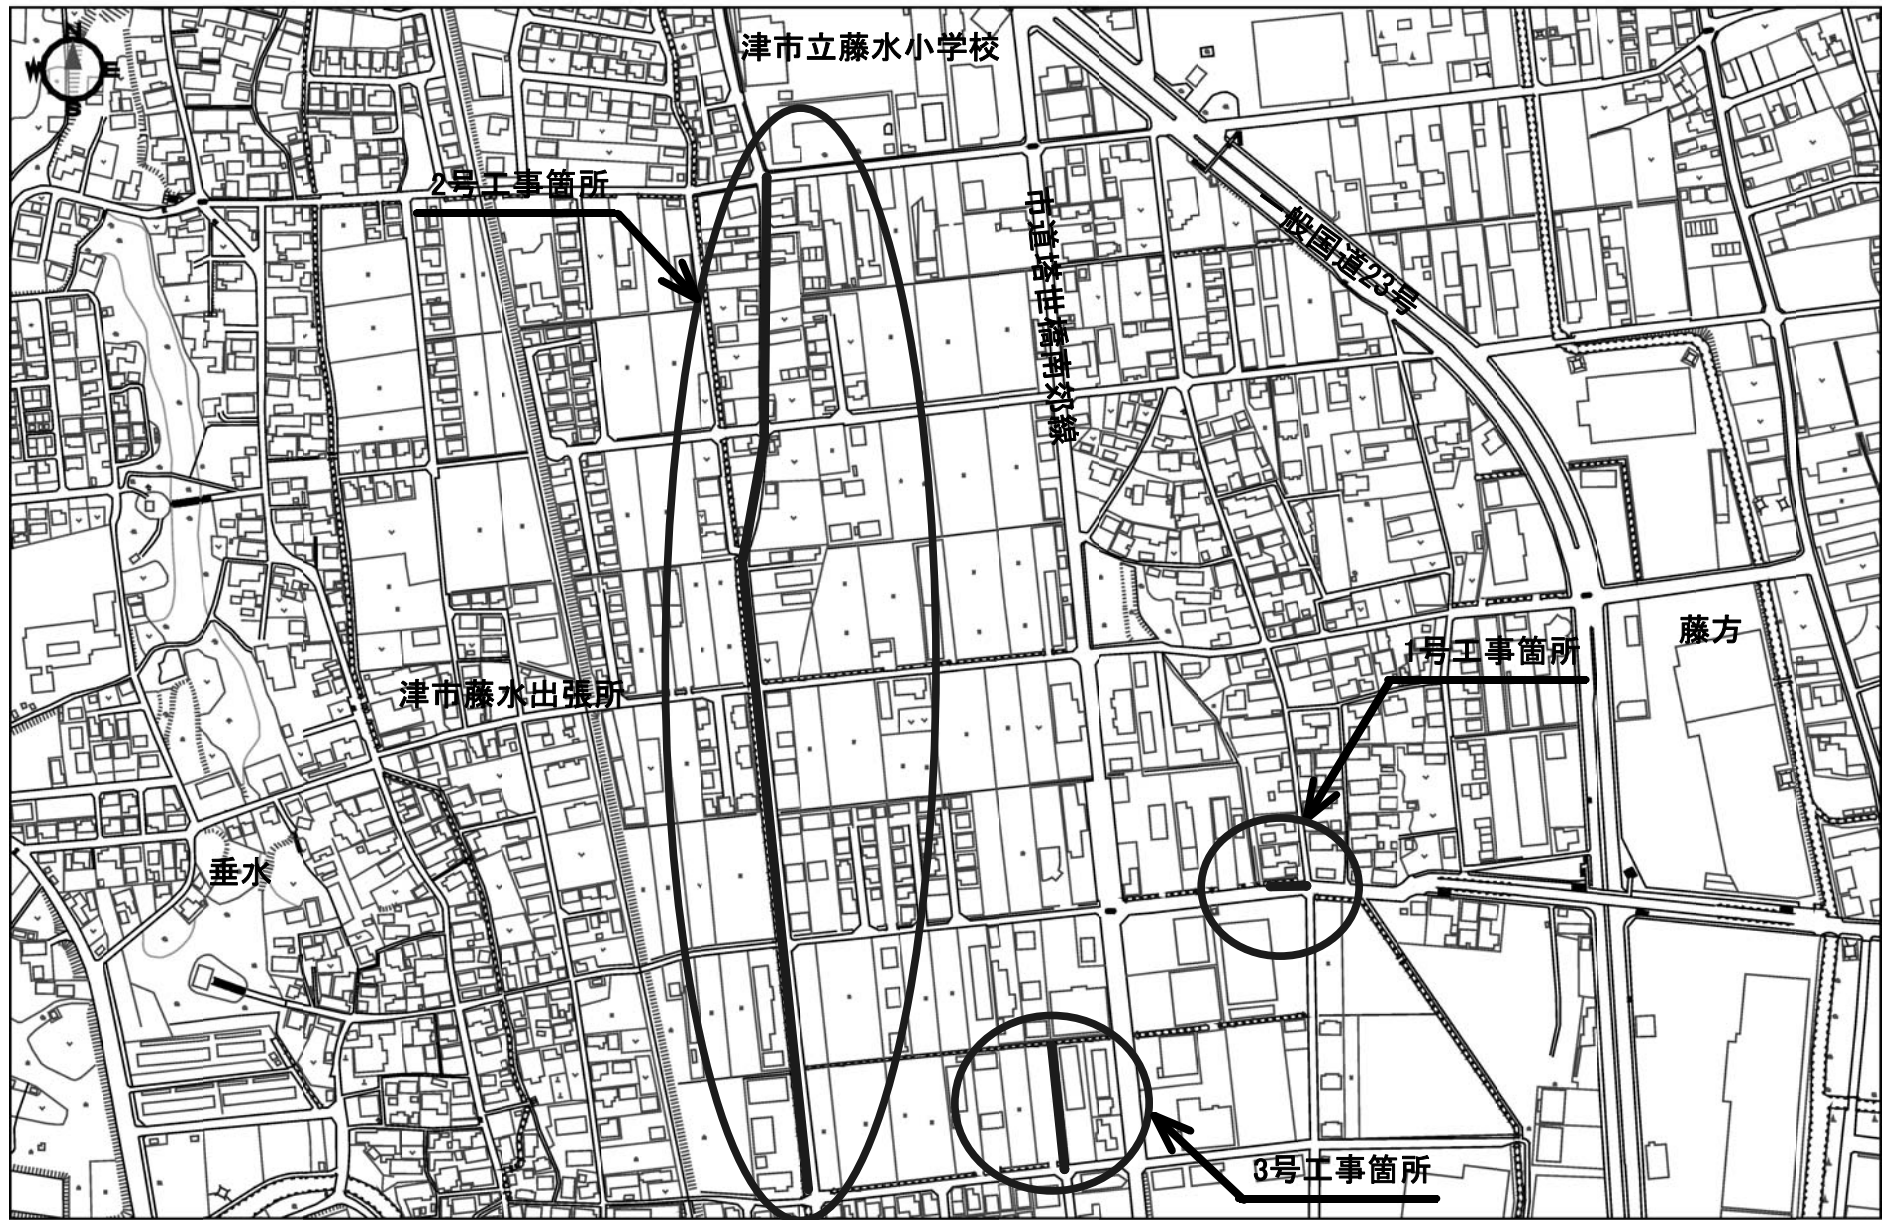 N
W
E
S
津市立藤水小学校
2号工事箇所
市道塔世橋南郊線
一般国道23号
藤方
1号工事箇所
津市藤水出張所
垂水
3号工事箇所